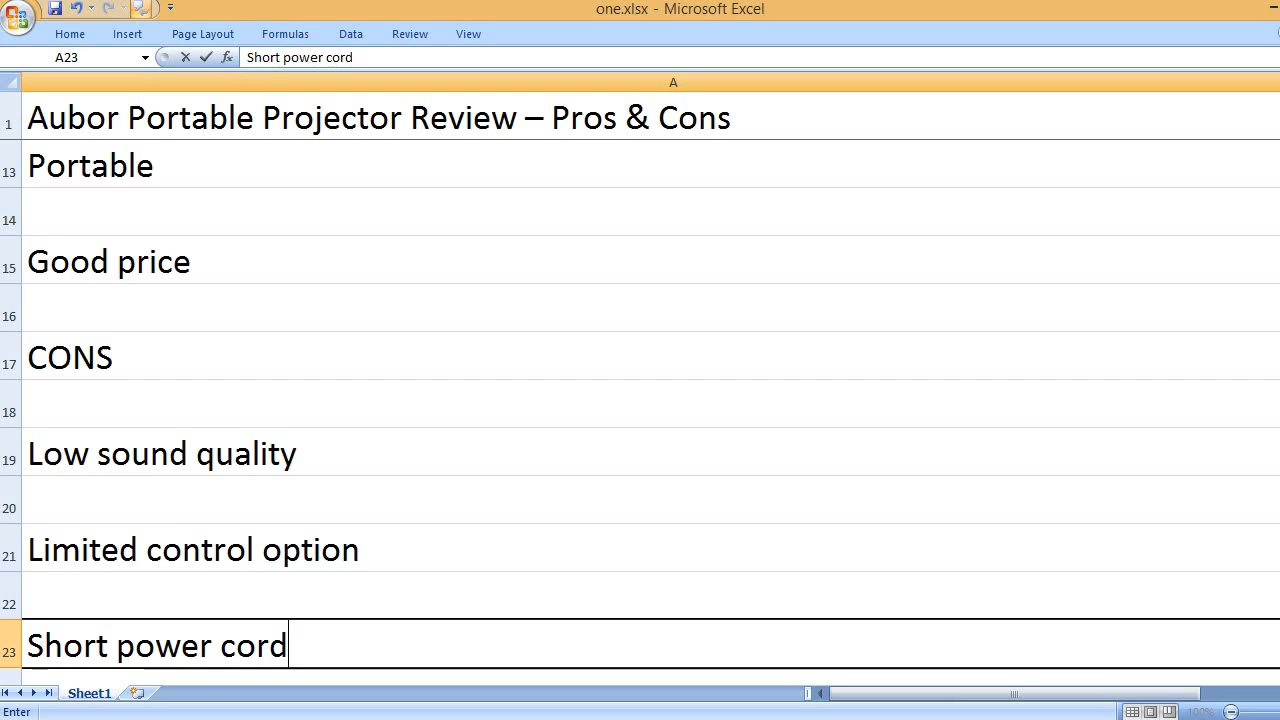 one.xlsx - Microsoft Excel
Home Insert Page Layout Formulas Data Review View
A23 fx Short power cord
A
1 Aubor Portable Projector Review – Pros & Cons
13 Portable
14
15 Good price
16
17 CONS
18
19 Low sound quality
20
21 Limited control option
22
23 Short power cord
Sheet1
Enter 100%